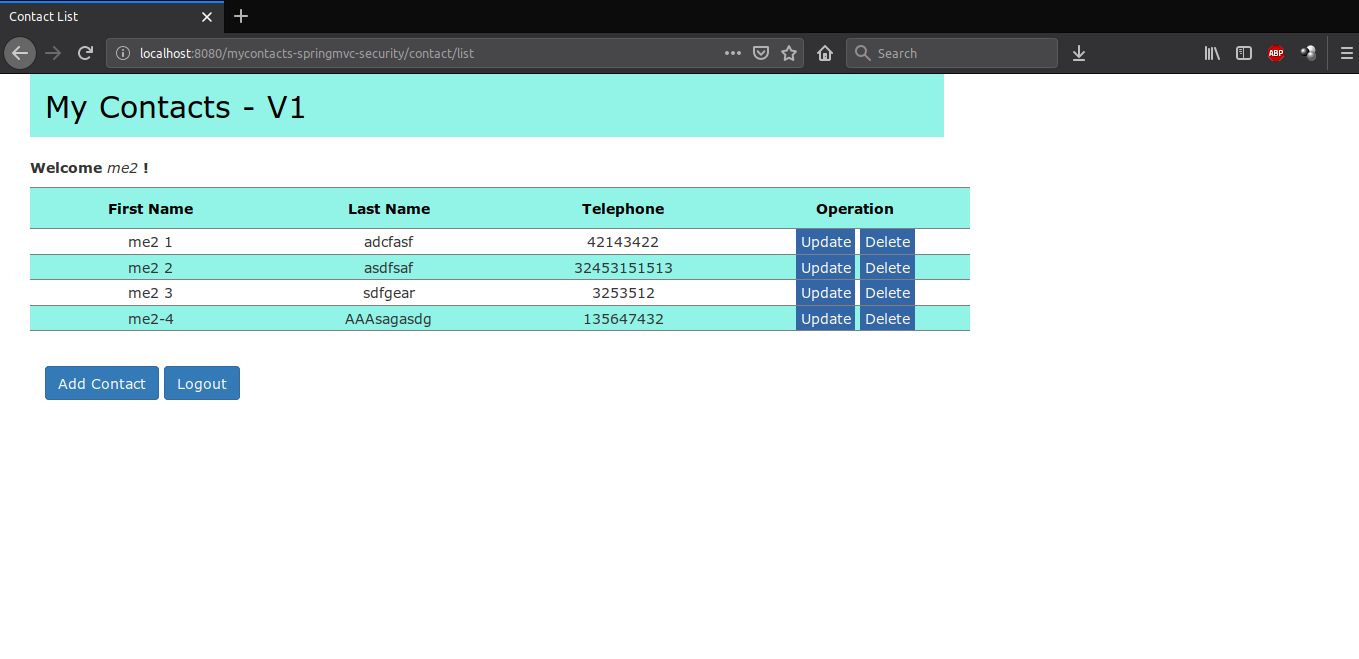 Contact List
localhost:8080/mycontacts-springmvc-security/contact/list
Search
ABP
My Contacts - V1
Welcome me2 !
First Name Last Name Telephone Operation
me2 1 adcfasf 42143422 Update Delete
me2 2 asdfsaf 32453151513 Update Delete
me2 3 sdfgear 3253512 Update Delete
me2-4 AAAsagasdg 135647432 Update Delete
Add Contact Logout